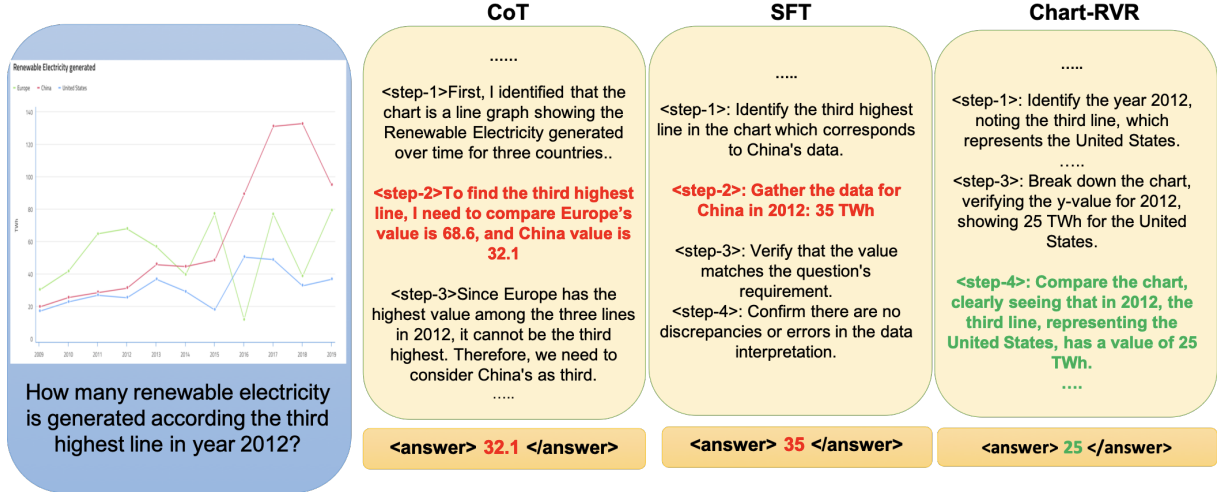 CoT
SFT
Chart-RVR
Renewable Electricity generated
Europe China United States
140
120
100
80
60
40
20
0
TWh
2009 2010 2011 2012 2013 2014 2015 2016 2017 2018 2019
How many renewable electricity
is generated according the third
highest line in year 2012?
......
<step-1>First, I identified that the
chart is a line graph showing the
Renewable Electricity generated
over time for three countries..
<step-2>To find the third highest
line, I need to compare Europe's
value is 68.6, and China value is
32.1
<step-3>Since Europe has the
highest value among the three lines
in 2012, it cannot be the third
highest. Therefore, we need to
consider China's as third.
.....
<answer> 32.1 </answer>
.....
<step-1>: Identify the third highest
line in the chart which corresponds
to China's data.
<step-2>: Gather the data for
China in 2012: 35 TWh
<step-3>: Verify that the value
matches the question's
requirement.
<step-4>: Confirm there are no
discrepancies or errors in the data
interpretation.
<answer> 35 </answer>
.....
<step-1>: Identify the year 2012,
noting the third line, which
represents the United States.
.....
<step-3>: Break down the chart,
verifying the y-value for 2012,
showing 25 TWh for the United
States.
<step-4>: Compare the chart,
clearly seeing that in 2012, the
third line, representing the
United States, has a value of 25
TWh.
....
<answer> 25 </answer>